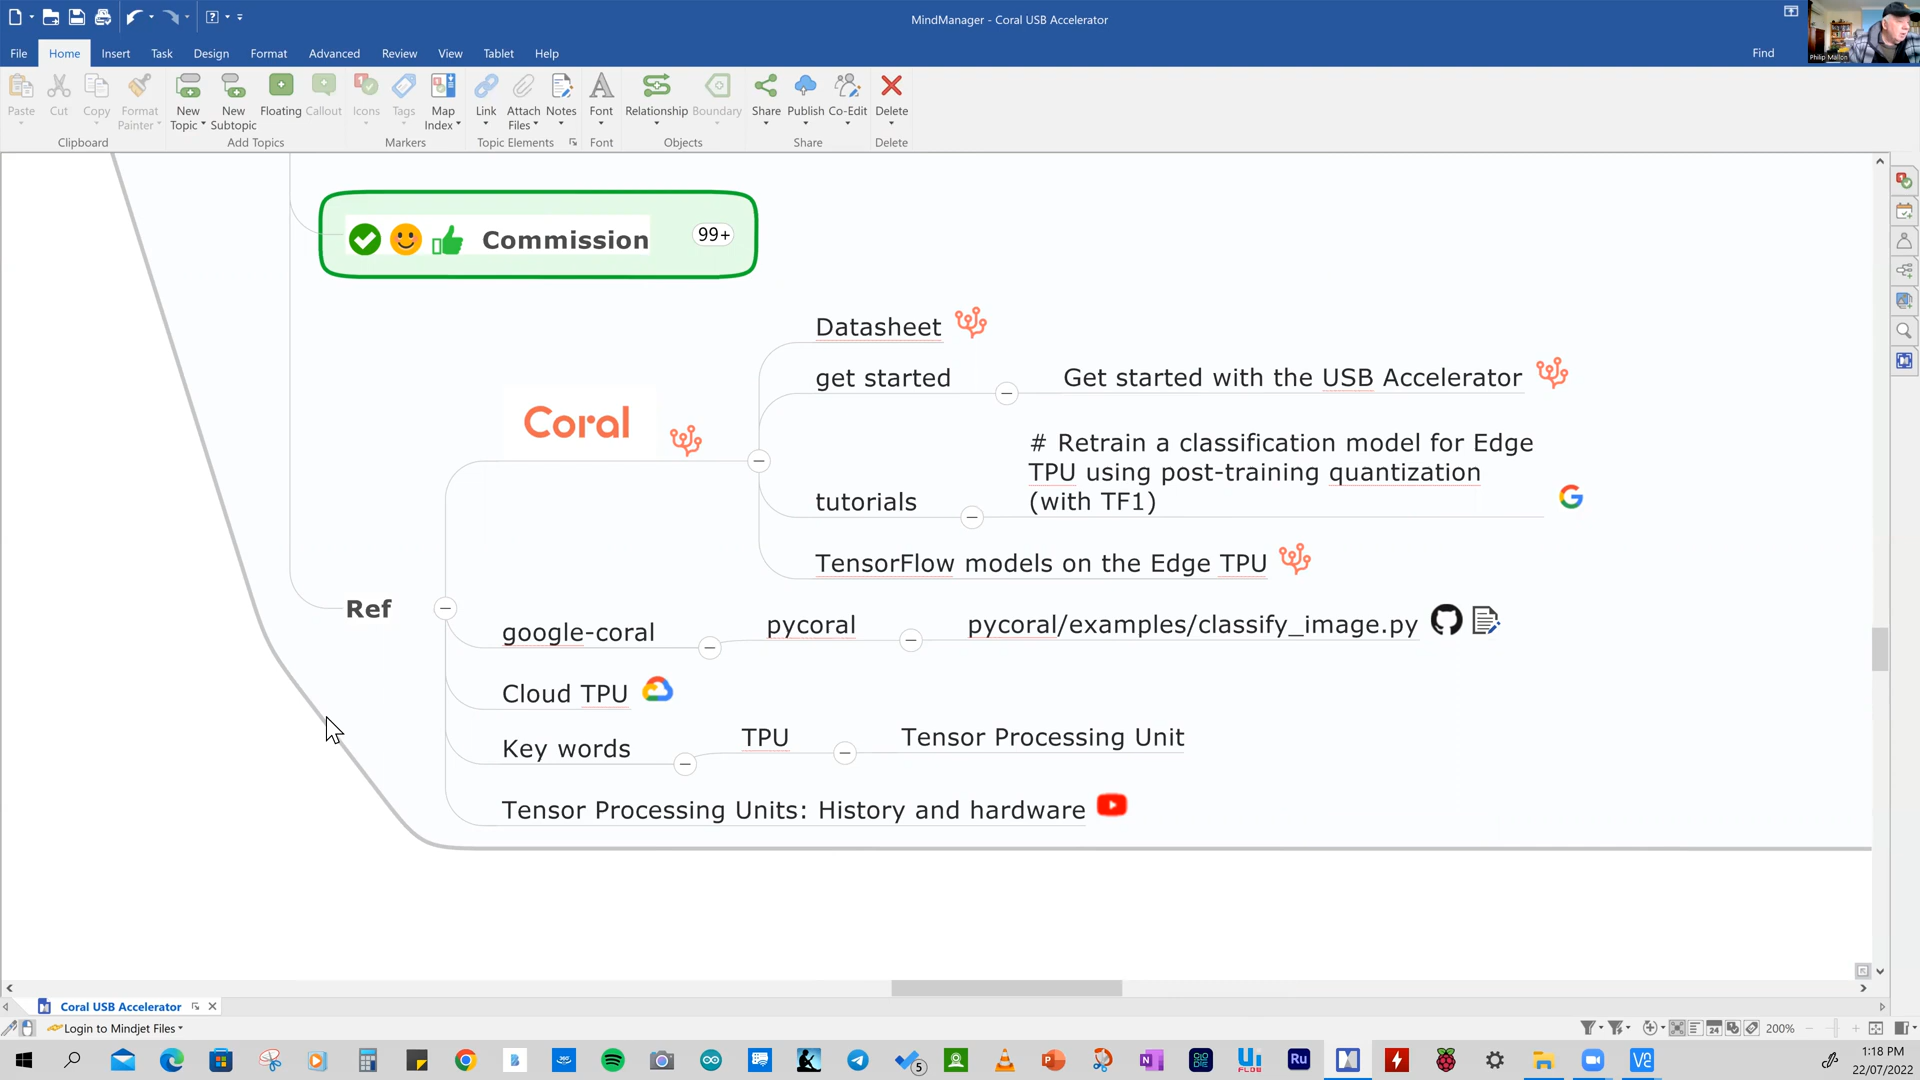 MindManager - Coral USB Accelerator
Philip Mallon
File Home Insert Task Design Format Advanced Review View Tablet Help Find
Paste Cut Copy Format Painter New Topic New Subtopic Floating Callout Icons Tags Map Index Link Attach Files Notes Font Relationship Boundary Share Publish Co-Edit Delete
Clipboard Add Topics Markers Topic Elements Font Objects Share Delete
Commission 99+
Datasheet
get started
Get started with the USB Accelerator
Coral
# Retrain a classification model for Edge
TPU using post-training quantization
(with TF1)
tutorials
TensorFlow models on the Edge TPU
Ref
google-coral
pycoral
pycoral/examples/classify_image.py
Cloud TPU
Key words
TPU
Tensor Processing Unit
Tensor Processing Units: History and hardware
Coral USB Accelerator
Login to Mindjet Files
200%
5
Ru
1:18 PM
22/07/2022